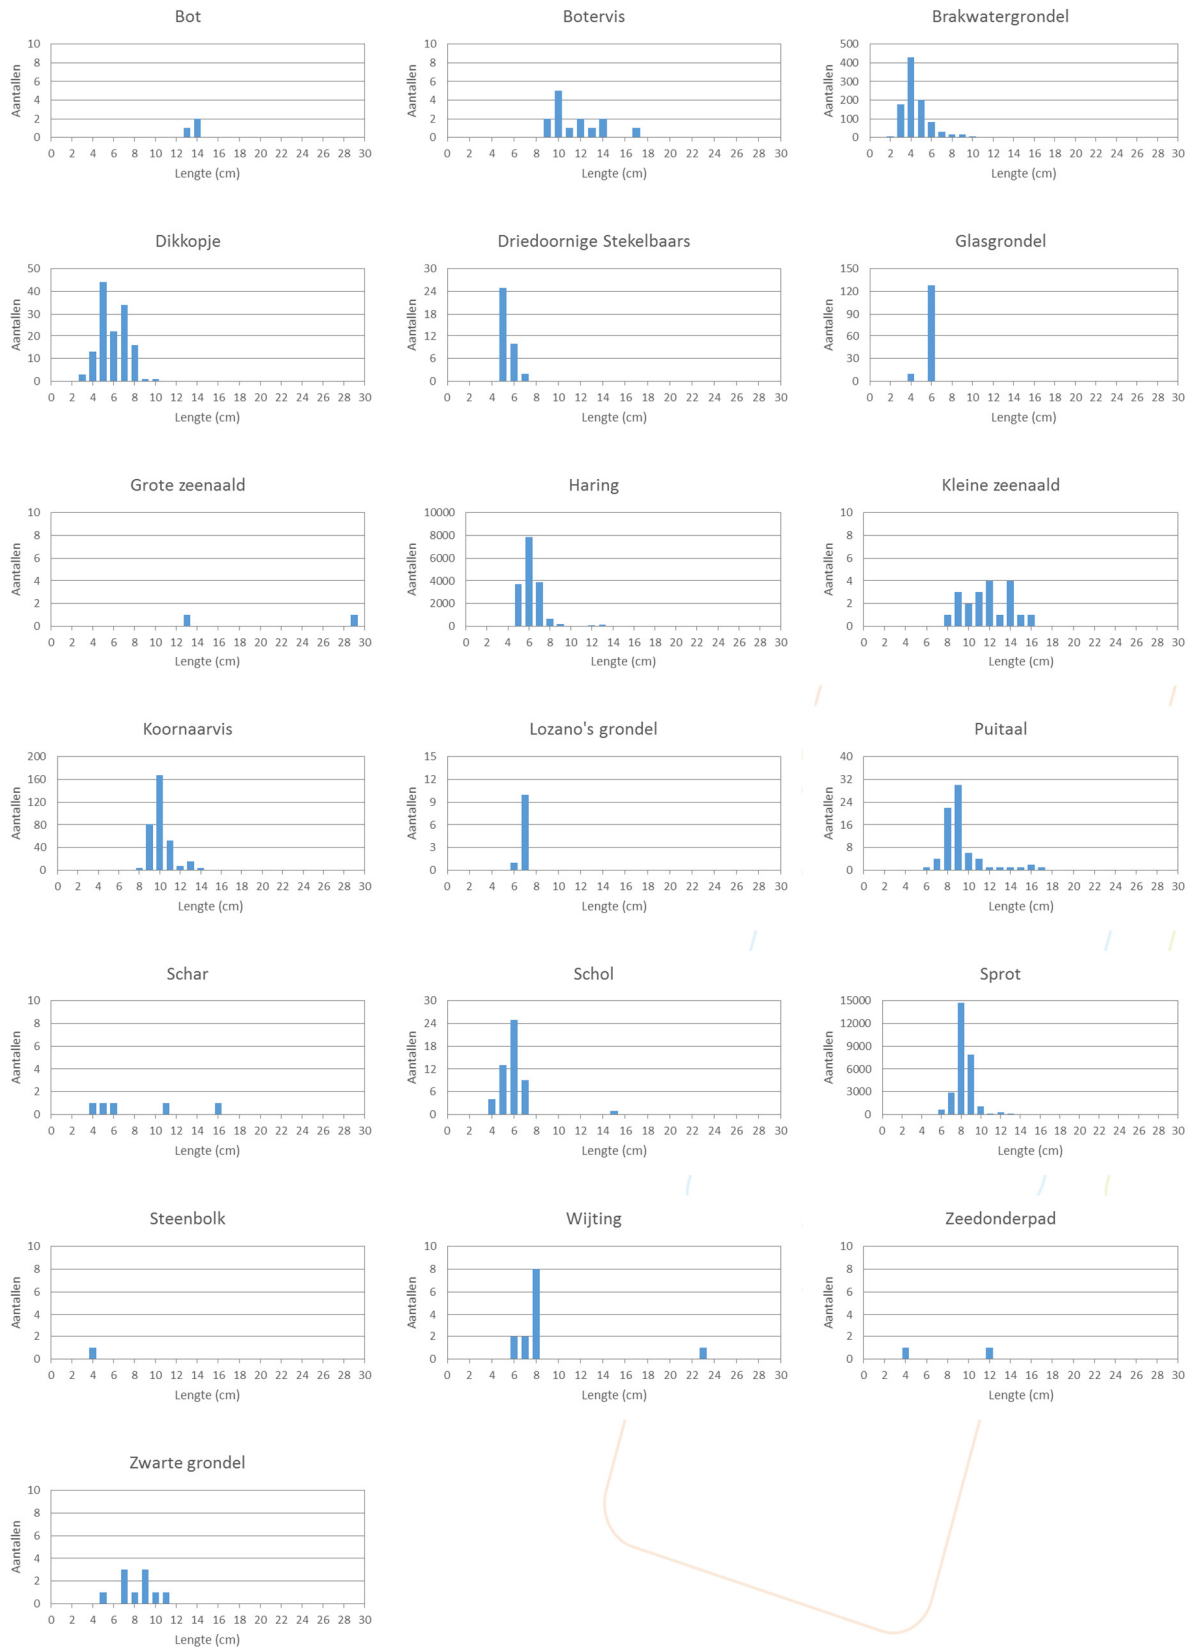 Bot
Aantallen
10
8
6
4
2
0
0 2 4 6 8 10 12 14 16 18 20 22 24 26 28 30
Lengte (cm)
Botervis
Aantallen
10
8
6
4
2
0
0 2 4 6 8 10 12 14 16 18 20 22 24 26 28 30
Lengte (cm)
Brakwatergrondel
Aantallen
500
400
300
200
100
0
0 2 4 6 8 10 12 14 16 18 20 22 24 26 28 30
Lengte (cm)
Dikkopje
Aantallen
50
40
30
20
10
0
0 2 4 6 8 10 12 14 16 18 20 22 24 26 28 30
Lengte (cm)
Driedoornige Stekelbaars
Aantallen
30
24
18
12
6
0
0 2 4 6 8 10 12 14 16 18 20 22 24 26 28 30
Lengte (cm)
Glasgrondel
Aantallen
150
120
90
60
30
0
0 2 4 6 8 10 12 14 16 18 20 22 24 26 28 30
Lengte (cm)
Grote zeenaald
Aantallen
10
8
6
4
2
0
0 2 4 6 8 10 12 14 16 18 20 22 24 26 28 30
Lengte (cm)
Haring
Aantallen
10000
8000
6000
4000
2000
0
0 2 4 6 8 10 12 14 16 18 20 22 24 26 28 30
Lengte (cm)
Kleine zeenaald
Aantallen
10
8
6
4
2
0
0 2 4 6 8 10 12 14 16 18 20 22 24 26 28 30
Lengte (cm)
Koornaarvis
Aantallen
200
160
120
80
40
0
0 2 4 6 8 10 12 14 16 18 20 22 24 26 28 30
Lengte (cm)
Lozano's grondel
Aantallen
15
12
9
6
3
0
0 2 4 6 8 10 12 14 16 18 20 22 24 26 28 30
Lengte (cm)
Puitaal
Aantallen
40
32
24
16
8
0
0 2 4 6 8 10 12 14 16 18 20 22 24 26 28 30
Lengte (cm)
Schar
Aantallen
10
8
6
4
2
0
0 2 4 6 8 10 12 14 16 18 20 22 24 26 28 30
Lengte (cm)
Schol
Aantallen
30
24
18
12
6
0
0 2 4 6 8 10 12 14 16 18 20 22 24 26 28 30
Lengte (cm)
Sprot
Aantallen
15000
12000
9000
6000
3000
0
0 2 4 6 8 10 12 14 16 18 20 22 24 26 28 30
Lengte (cm)
Steenbolk
Aantallen
10
8
6
4
2
0
0 2 4 6 8 10 12 14 16 18 20 22 24 26 28 30
Lengte (cm)
Wijting
Aantallen
10
8
6
4
2
0
0 2 4 6 8 10 12 14 16 18 20 22 24 26 28 30
Lengte (cm)
Zeedonderpad
Aantallen
10
8
6
4
2
0
0 2 4 6 8 10 12 14 16 18 20 22 24 26 28 30
Lengte (cm)
Zwarte grondel
Aantallen
10
8
6
4
2
0
0 2 4 6 8 10 12 14 16 18 20 22 24 26 28 30
Lengte (cm)